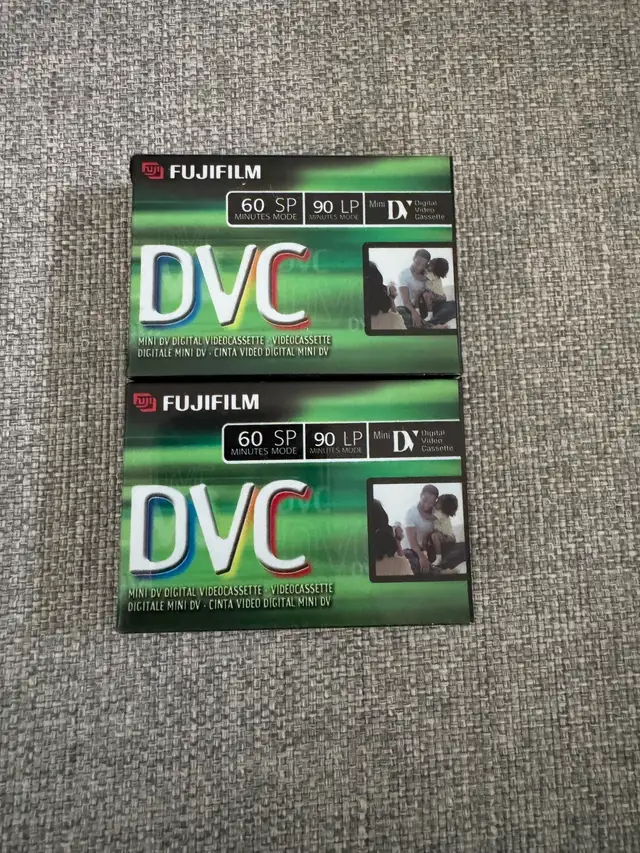 FUJI FUJIFILM
60 SP 90 LP Mini DV Digital
MINUTES MODE MINUTES MODE Video
Cassette
DVC
MINI DV DIGITAL VIDEOCASSETTE - VIDEOCASSETTE
DIGITALE MINI DV - CINTA VIDEO DIGITAL MINI DV
FUJI FUJIFILM
60 SP 90 LP Mini DV Digital
MINUTES MODE MINUTES MODE Video
Cassette
DVC
MINI DV DIGITAL VIDEOCASSETTE - VIDEOCASSETTE
DIGITALE MINI DV - CINTA VIDEO DIGITAL MINI DV